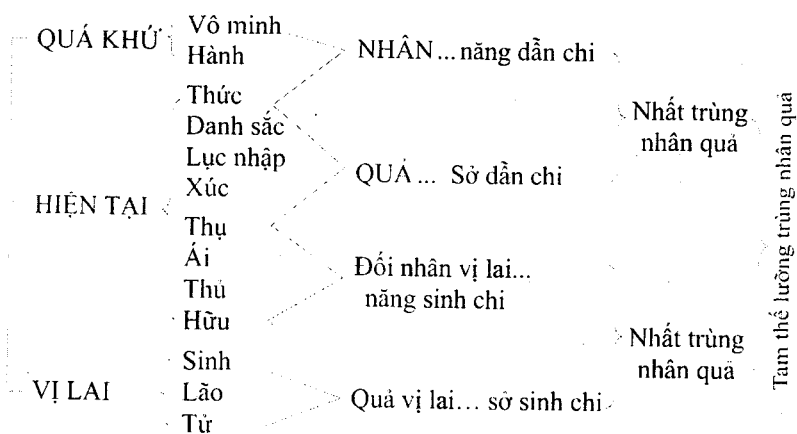 QUÁ KHỨ
Vô minh
Hành
NHÂN ... năng dẫn chi
Thức
Danh sắc
Lục nhập
Xúc
HIỆN TẠI
Thụ
Ái
Thủ
Hữu
QUẢ ... Sở dẫn chi
Đối nhân vị lai...
năng sinh chi
Nhất trùng
nhân quả
VỊ LAI
Sinh
Lão
Tử
Quả vị lai... sở sinh chi
Nhất trùng
nhân quả
Tam thế lưỡng trùng nhân quả